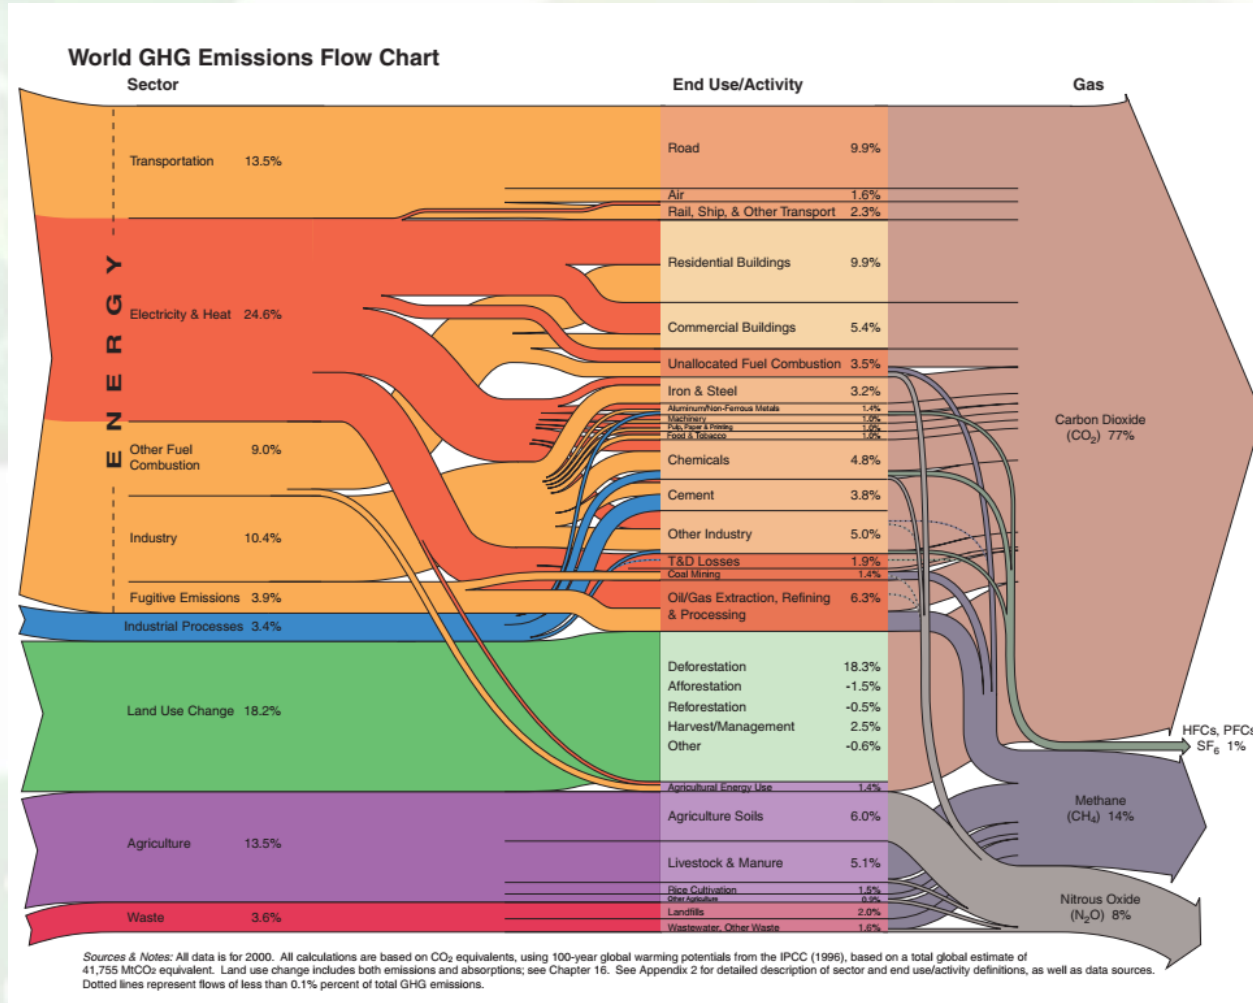 World GHG Emissions Flow Chart
Sector
End Use/Activity
Gas
ENERGY
Transportation 13.5%
Electricity & Heat 24.6%
Other Fuel
Combustion 9.0%
Industry 10.4%
Fugitive Emissions 3.9%
Industrial Processes 3.4%
Land Use Change 18.2%
Agriculture 13.5%
Waste 3.6%
Road 9.9%
Air 1.6%
Rail, Ship, & Other Transport 2.3%
Residential Buildings 9.9%
Commercial Buildings 5.4%
Unallocated Fuel Combustion 3.5%
Iron & Steel 3.2%
Aluminum/Non-Ferrous Metals 1.4%
Machinery 1.0%
Pulp, Paper & Printing 1.0%
Food & Tobacco 1.0%
Chemicals 4.8%
Cement 3.8%
Other Industry 5.0%
T&D Losses 1.9%
Coal Mining 1.4%
Oil/Gas Extraction, Refining 6.3%
& Processing
Deforestation 18.3%
Afforestation -1.5%
Reforestation -0.5%
Harvest/Management 2.5%
Other -0.6%
Agricultural Energy Use 1.4%
Agriculture Soils 6.0%
Livestock & Manure 5.1%
Rice Cultivation 1.5%
Other Agriculture 0.9%
Landfills 2.0%
Wastewater, Other Waste 1.6%
Carbon Dioxide
(CO₂) 77%
HFCs, PFCs
SF₆ 1%
Methane
(CH₄) 14%
Nitrous Oxide
(N₂O) 8%
Sources & Notes: All data is for 2000. All calculations are based on CO₂ equivalents, using 100-year global warming potentials from the IPCC (1996), based on a total global estimate of
41,755 MtCO₂ equivalent. Land use change includes both emissions and absorptions; see Chapter 16. See Appendix 2 for detailed description of sector and end use/activity definitions, as well as data sources.
Dotted lines represent flows of less than 0.1% percent of total GHG emissions.